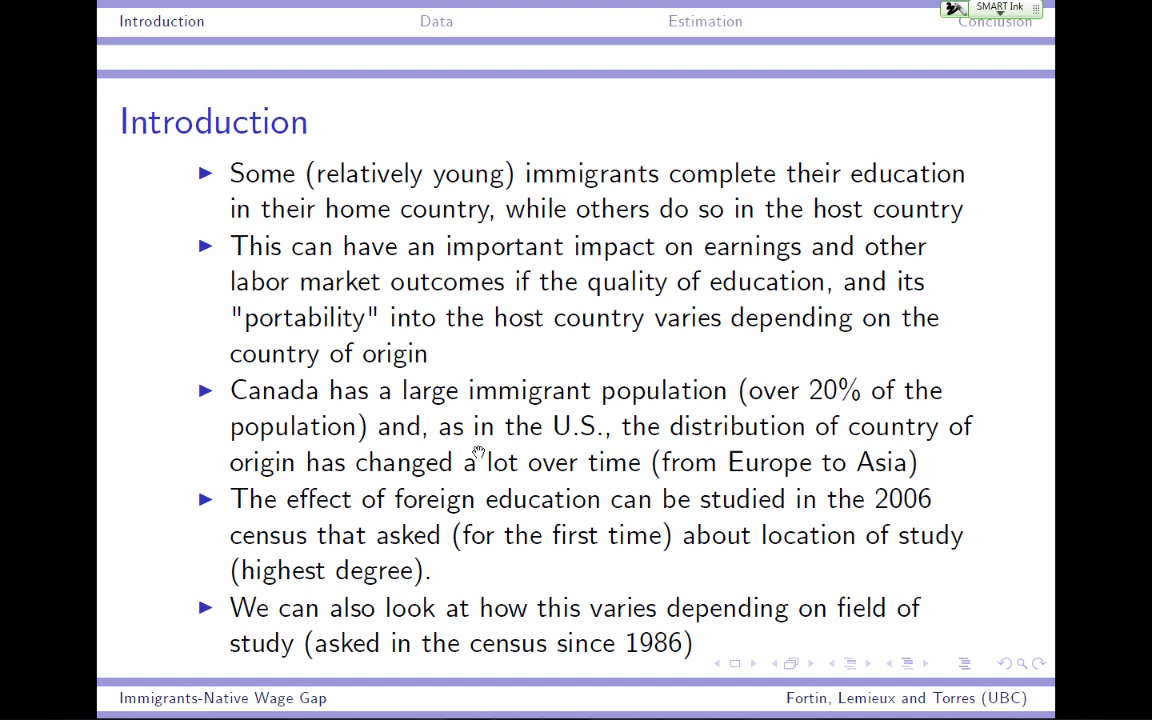 Introduction Data Estimation Conclusion
SMART Ink
Introduction
Some (relatively young) immigrants complete their education
in their home country, while others do so in the host country
This can have an important impact on earnings and other
labor market outcomes if the quality of education, and its
"portability" into the host country varies depending on the
country of origin
Canada has a large immigrant population (over 20% of the
population) and, as in the U.S., the distribution of country of
origin has changed a lot over time (from Europe to Asia)
The effect of foreign education can be studied in the 2006
census that asked (for the first time) about location of study
(highest degree).
We can also look at how this varies depending on field of
study (asked in the census since 1986)
Immigrants-Native Wage Gap Fortin, Lemieux and Torres (UBC)